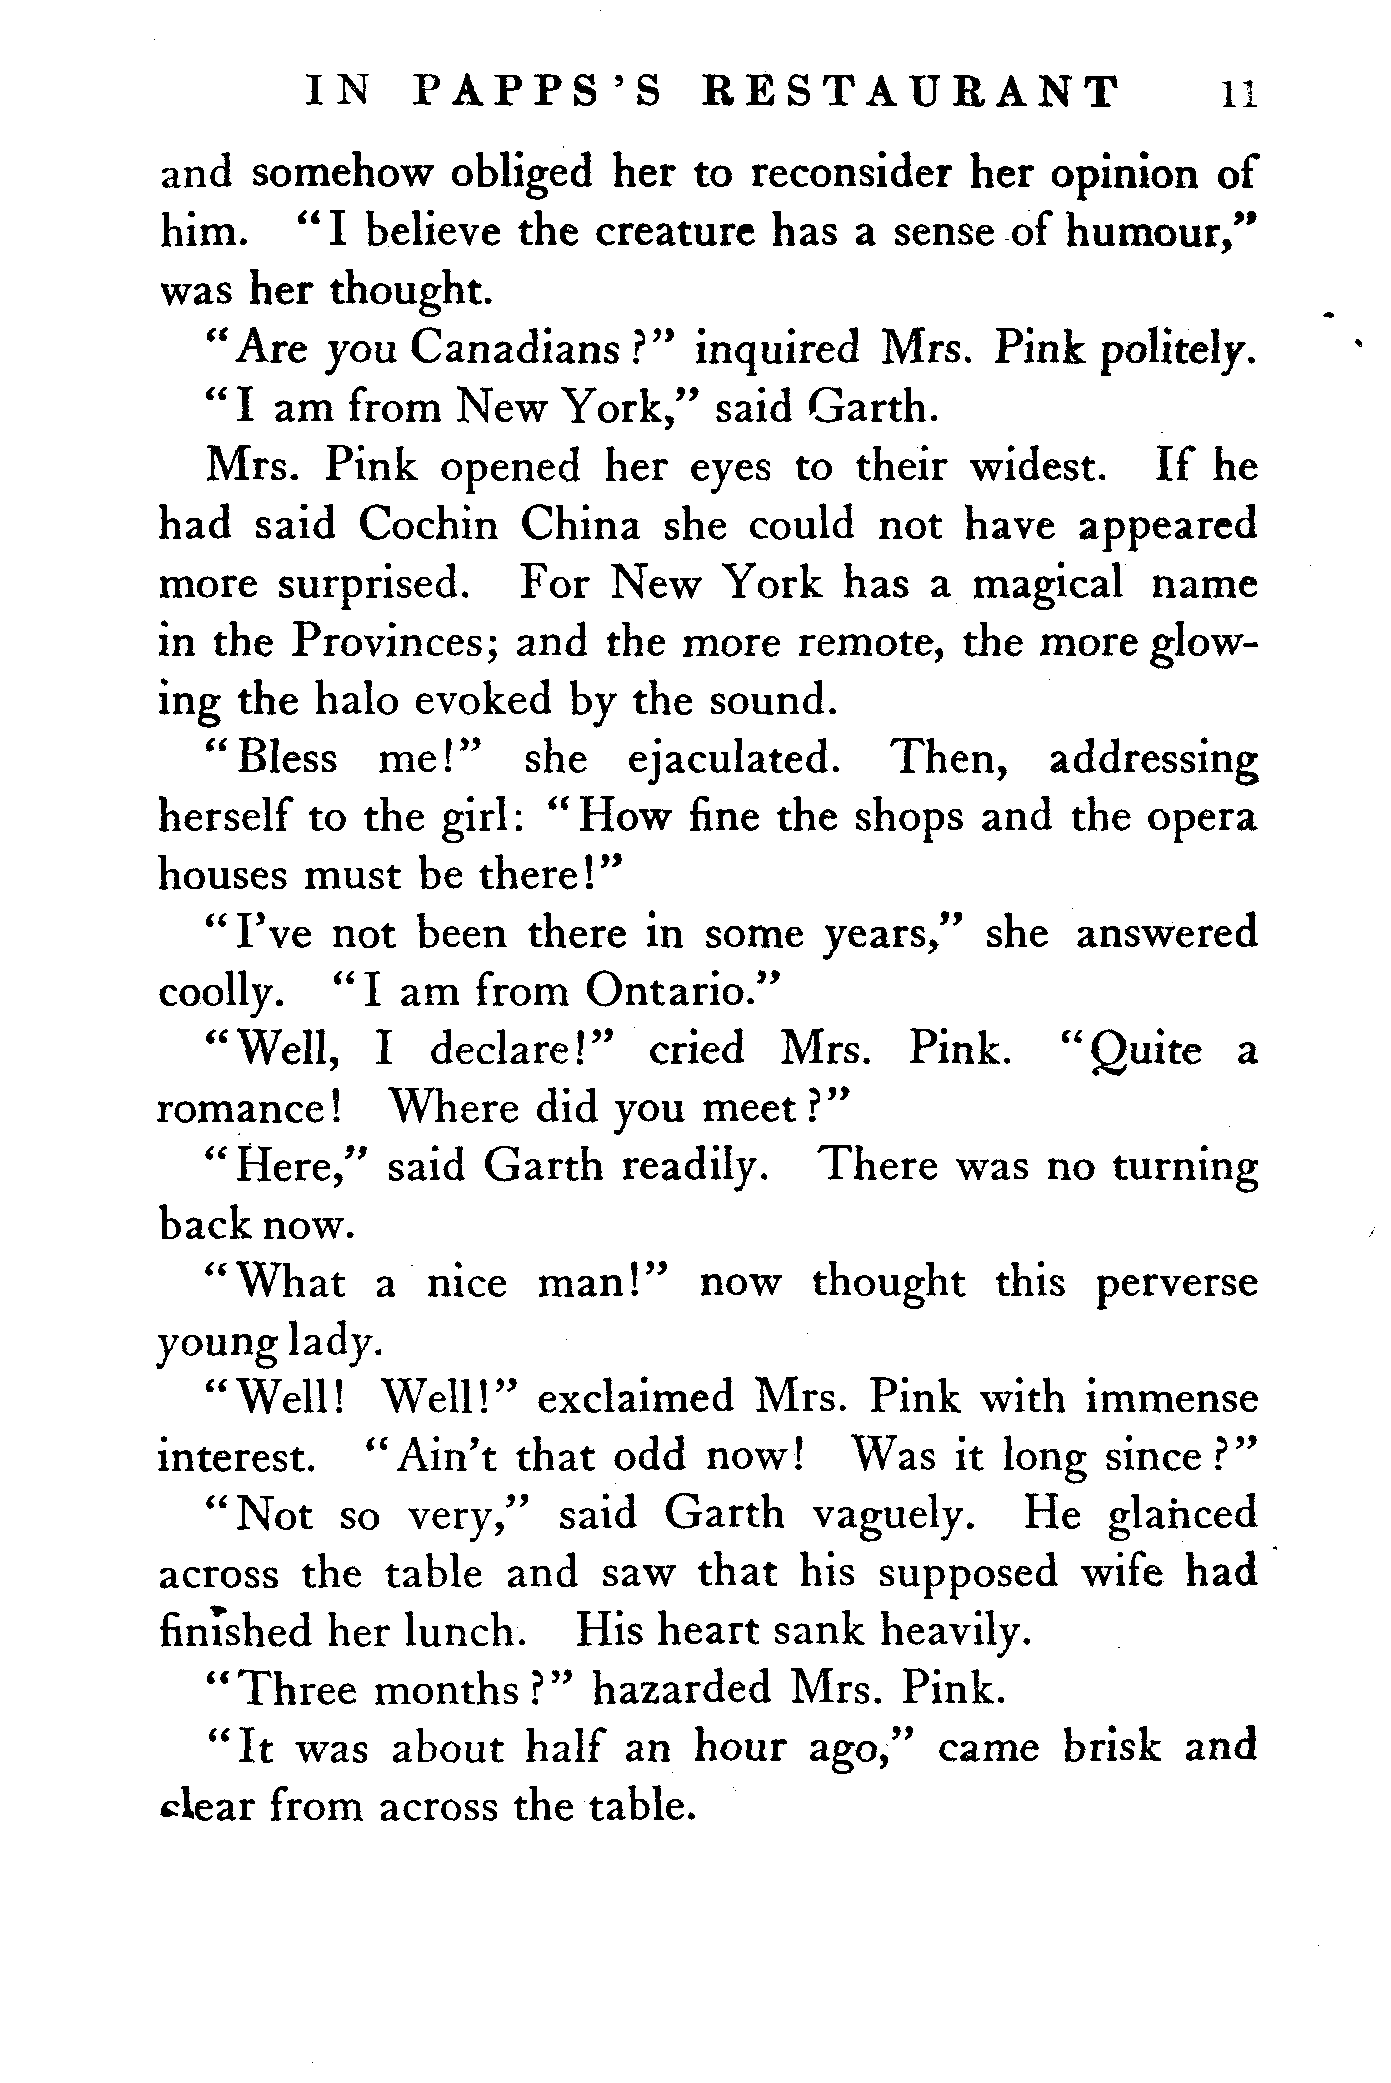 IN PAPPS'S RESTAURANT 11
and somehow obliged her to reconsider her opinion of
him. "I believe the creature has a sense of humour,"
was her thought.
"Are you Canadians?" inquired Mrs. Pink politely.
"I am from New York," said Garth.
Mrs. Pink opened her eyes to their widest. If he
had said Cochin China she could not have appeared
more surprised. For New York has a magical name
in the Provinces; and the more remote, the more glow-
ing the halo evoked by the sound.
"Bless me!" she ejaculated. Then, addressing
herself to the girl: "How fine the shops and the opera
houses must be there!"
"I've not been there in some years," she answered
coolly. "I am from Ontario."
"Well, I declare!" cried Mrs. Pink. "Quite a
romance! Where did you meet?"
"Here," said Garth readily. There was no turning
back now.
"What a nice man!" now thought this perverse
young lady.
"Well! Well!" exclaimed Mrs. Pink with immense
interest. "Ain't that odd now! Was it long since?"
"Not so very," said Garth vaguely. He glanced
across the table and saw that his supposed wife had
finished her lunch. His heart sank heavily.
"Three months?" hazarded Mrs. Pink.
"It was about half an hour ago," came brisk and
clear from across the table.